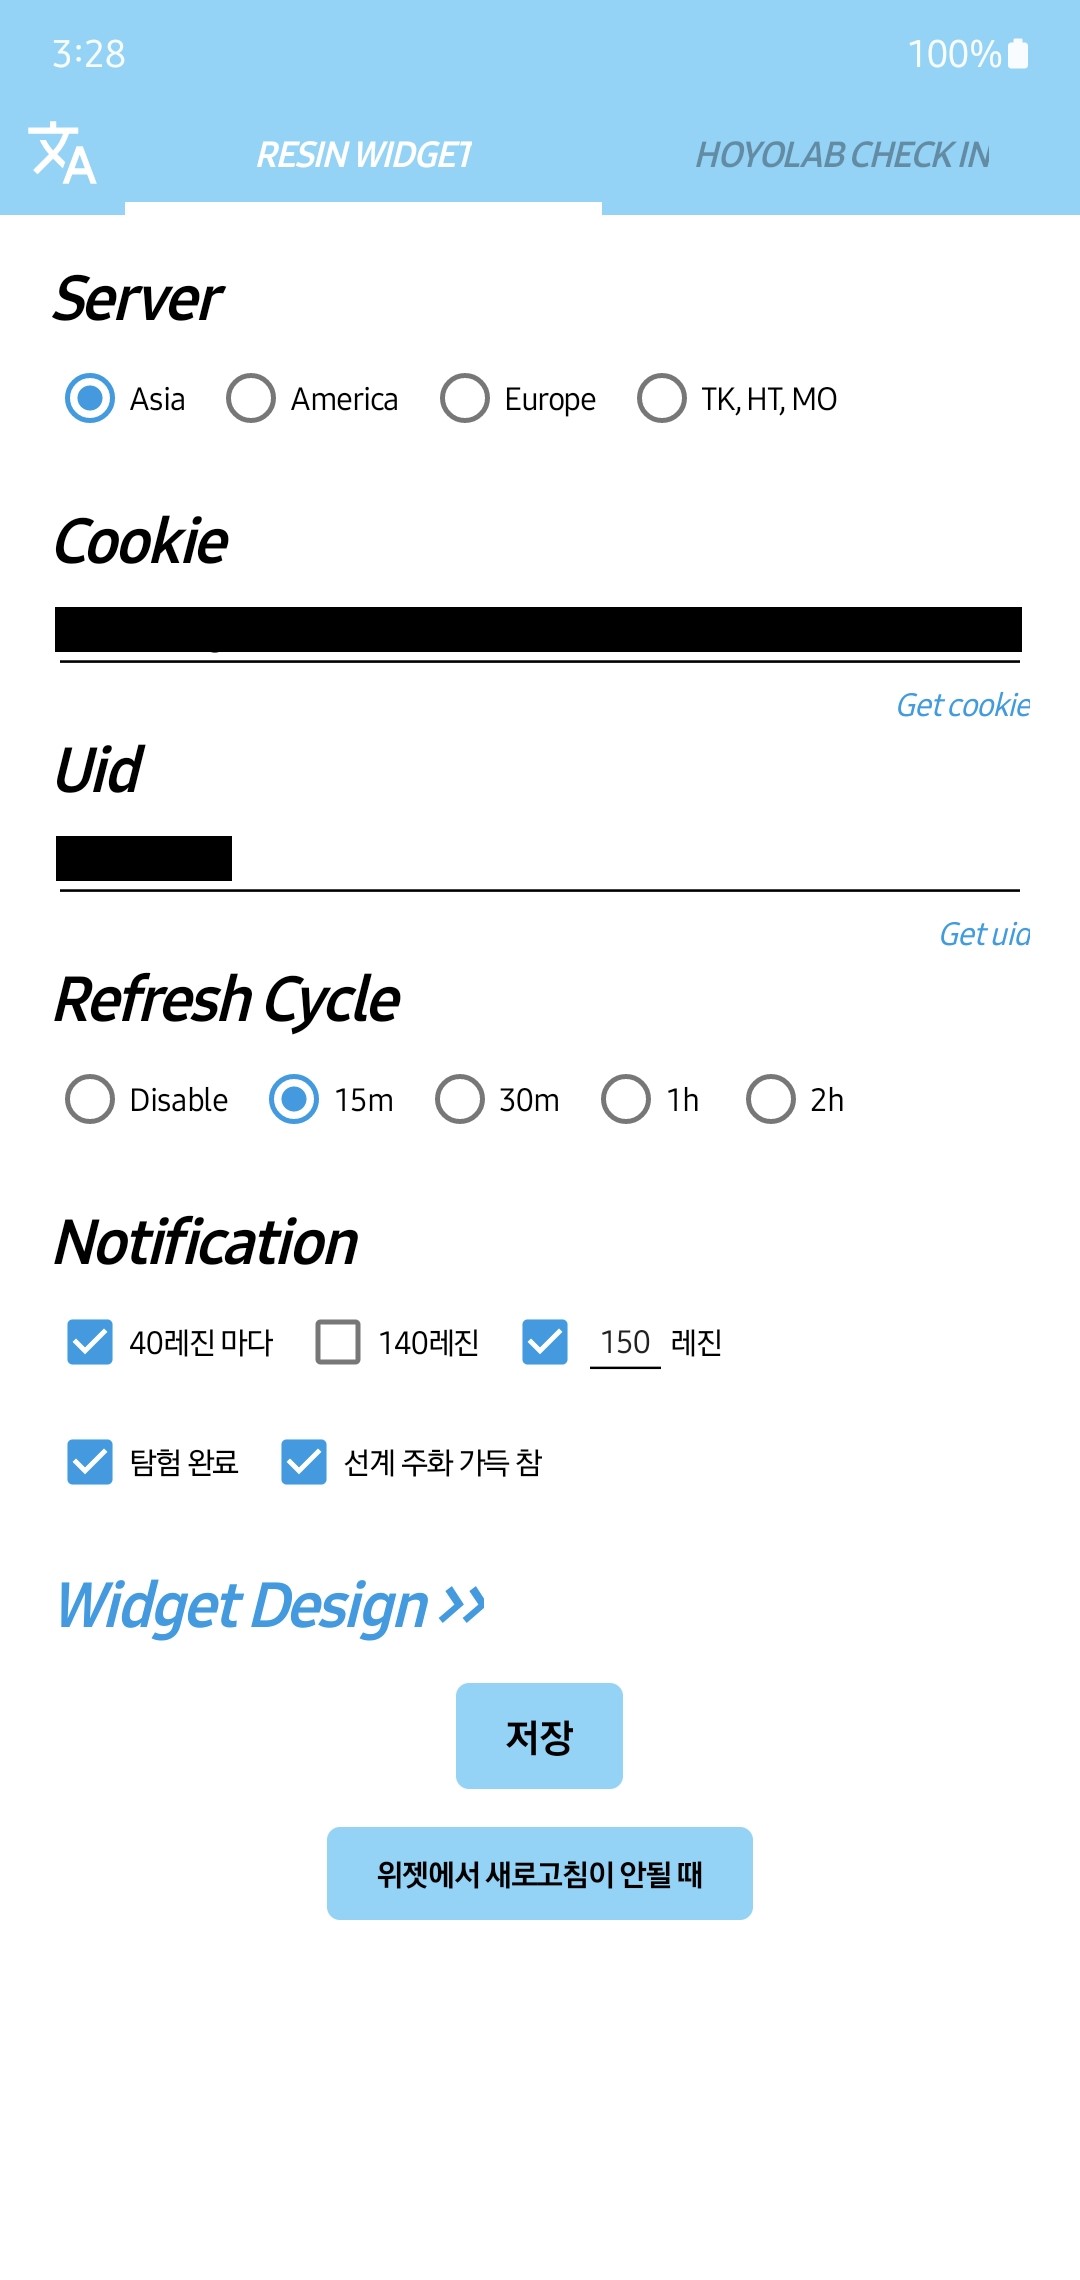 3:28 100%
RESIN WIDGET HOYOLAB CHECK IN
Server
Asia America Europe TK, HT, MO
Cookie
Get cookie
Uid
Get uid
Refresh Cycle
Disable 15m 30m 1h 2h
Notification
40레진 마다 140레진 150 레진
탐험 완료 선계 주화 가득 참
Widget Design >>
저장
위젯에서 새로고침이 안될 때